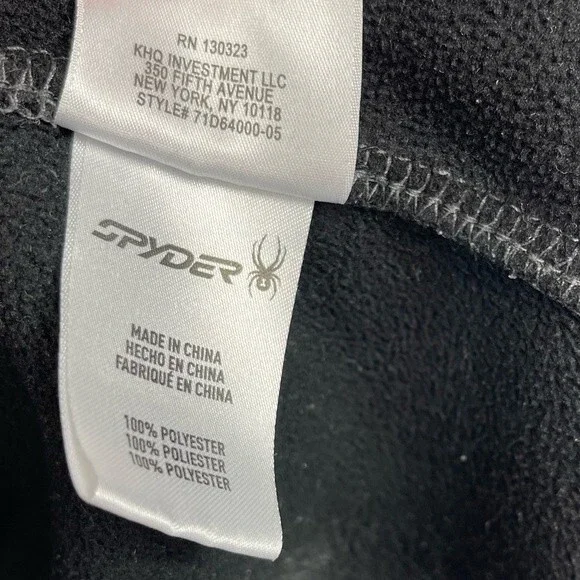 RN 130323
KHQ INVESTMENT LLC
350 FIFTH AVENUE
NEW YORK, NY 10118
STYLE# 71D64000-05
SPYDER
MADE IN CHINA
HECHO EN CHINA
FABRIQUÉ EN CHINA
100% POLYESTER
100% POLIESTER
100% POLYESTER